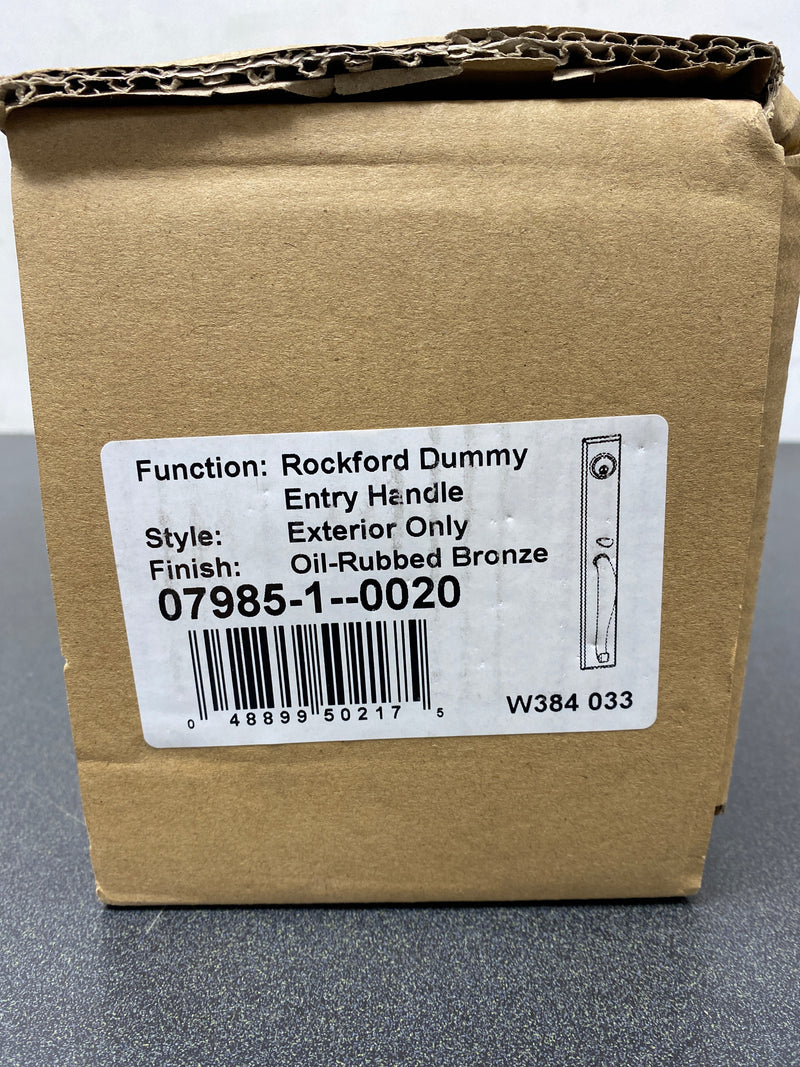 Function: Rockford Dummy
Entry Handle
Style: Exterior Only
Finish: Oil-Rubbed Bronze
07985-1--0020
0 48899 50217 5
W384 033